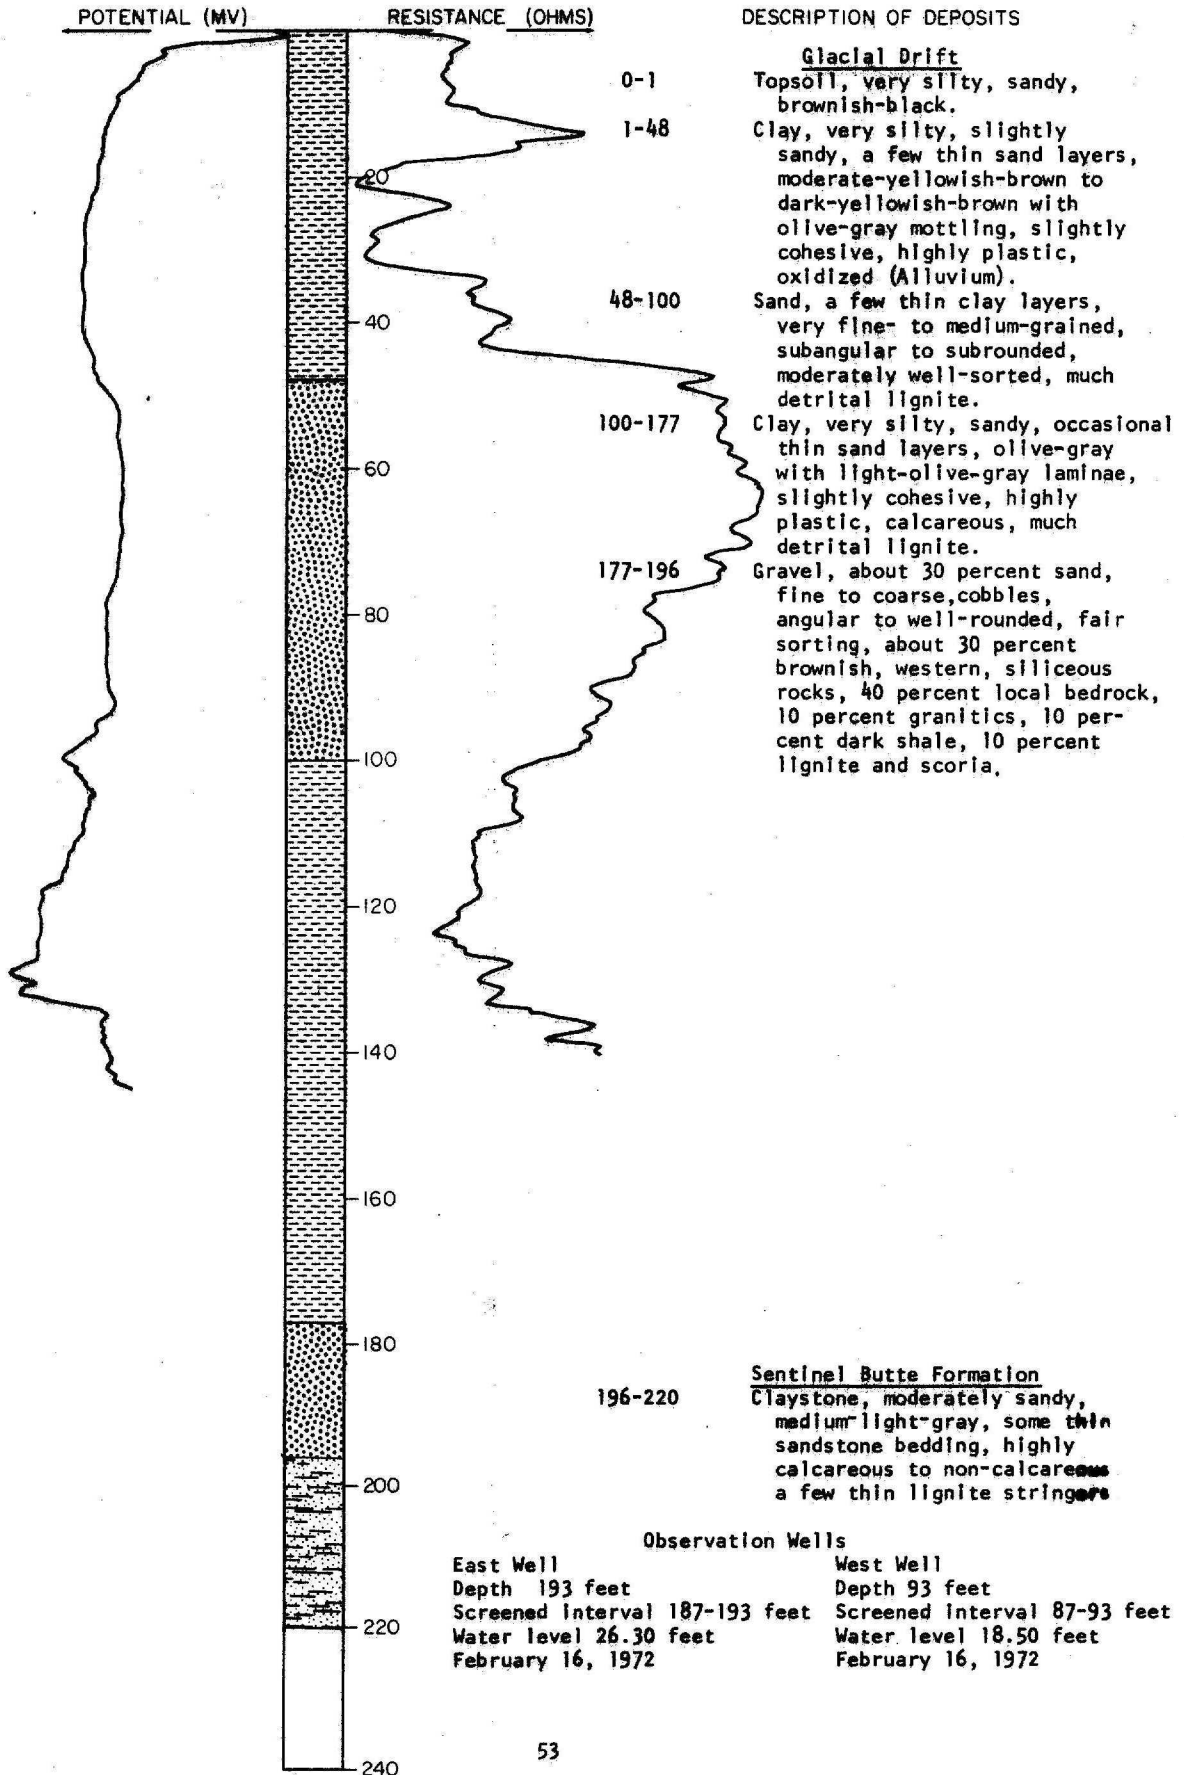 POTENTIAL (MV) RESISTANCE (OHMS) DESCRIPTION OF DEPOSITS
Glacial Drift
0-1 Topsoil, very silty, sandy,
brownish-black.
1-48 Clay, very silty, slightly
sandy, a few thin sand layers,
moderate-yellowish-brown to
dark-yellowish-brown with
olive-gray mottling, slightly
cohesive, highly plastic,
oxidized (Alluvium).
48-100 Sand, a few thin clay layers,
very fine- to medium-grained,
subangular to subrounded,
moderately well-sorted, much
detrital lignite.
100-177 Clay, very silty, sandy, occasional
thin sand layers, olive-gray
with light-olive-gray laminae,
slightly cohesive, highly
plastic, calcareous, much
detrital lignite.
177-196 Gravel, about 30 percent sand,
fine to coarse,cobbles,
angular to well-rounded, fair
sorting, about 30 percent
brownish, western, siliceous
rocks, 40 percent local bedrock,
10 percent granitics, 10 per-
cent dark shale, 10 percent
lignite and scoria.
20
40
60
80
100
120
140
160
180
200
220
240
Sentinel Butte Formation
196-220 Claystone, moderately sandy,
medium-light-gray, some thin
sandstone bedding, highly
calcareous to non-calcareous
a few thin lignite stringers
Observation Wells
East Well West Well
Depth 193 feet Depth 93 feet
Screened interval 187-193 feet Screened interval 87-93 feet
Water level 26.30 feet Water level 18.50 feet
February 16, 1972 February 16, 1972
53